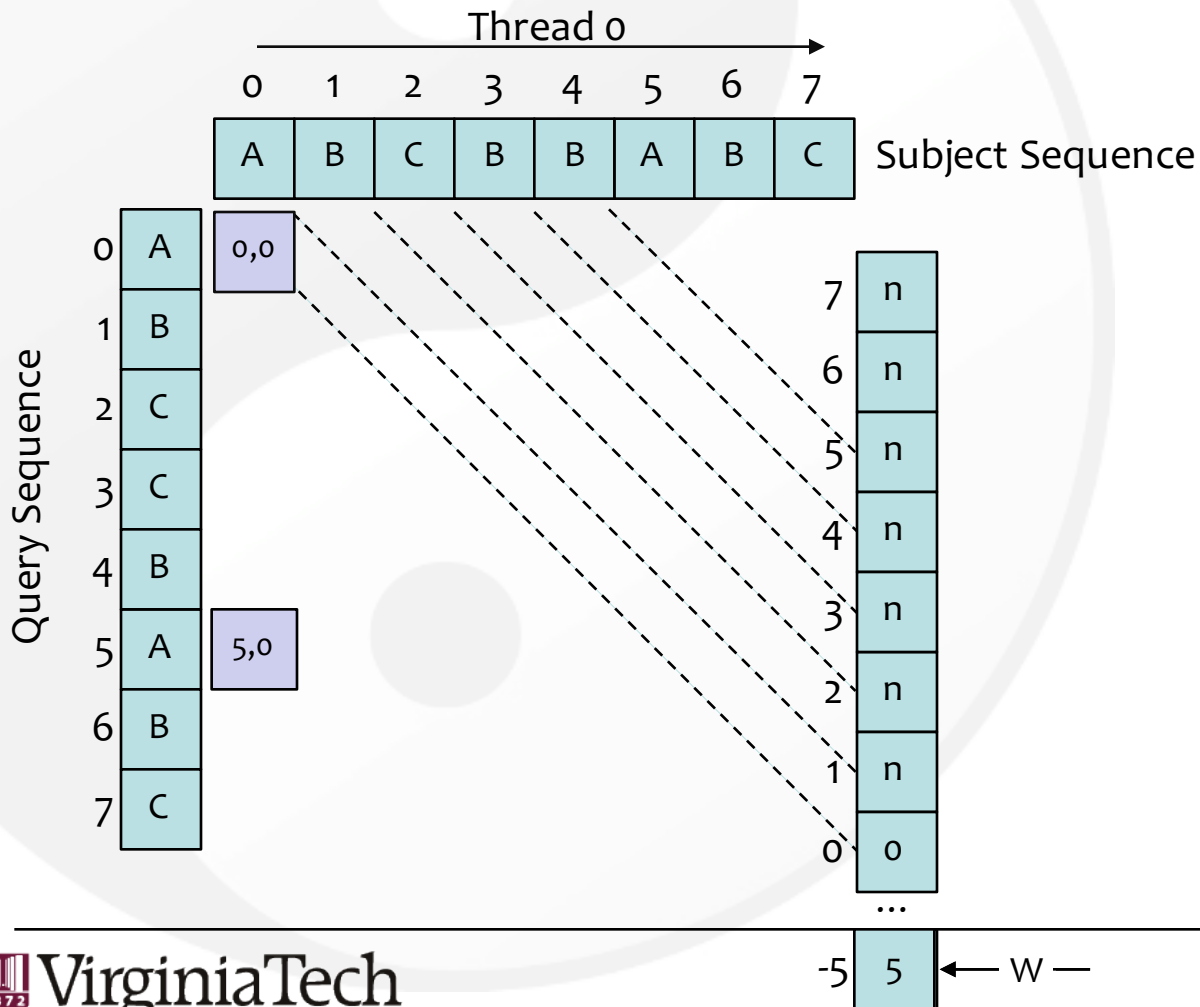 Thread 0
0 1 2 3 4 5 6 7
A B C B B A B C Subject Sequence
Query Sequence
0 A 0,0
7 n
1 B
6 n
2 C
5 n
3 C
4 n
4 B
3 n
5 A 5,0
2 n
6 B
1 n
7 C
0 0
...
VirginiaTech
-5 5 W